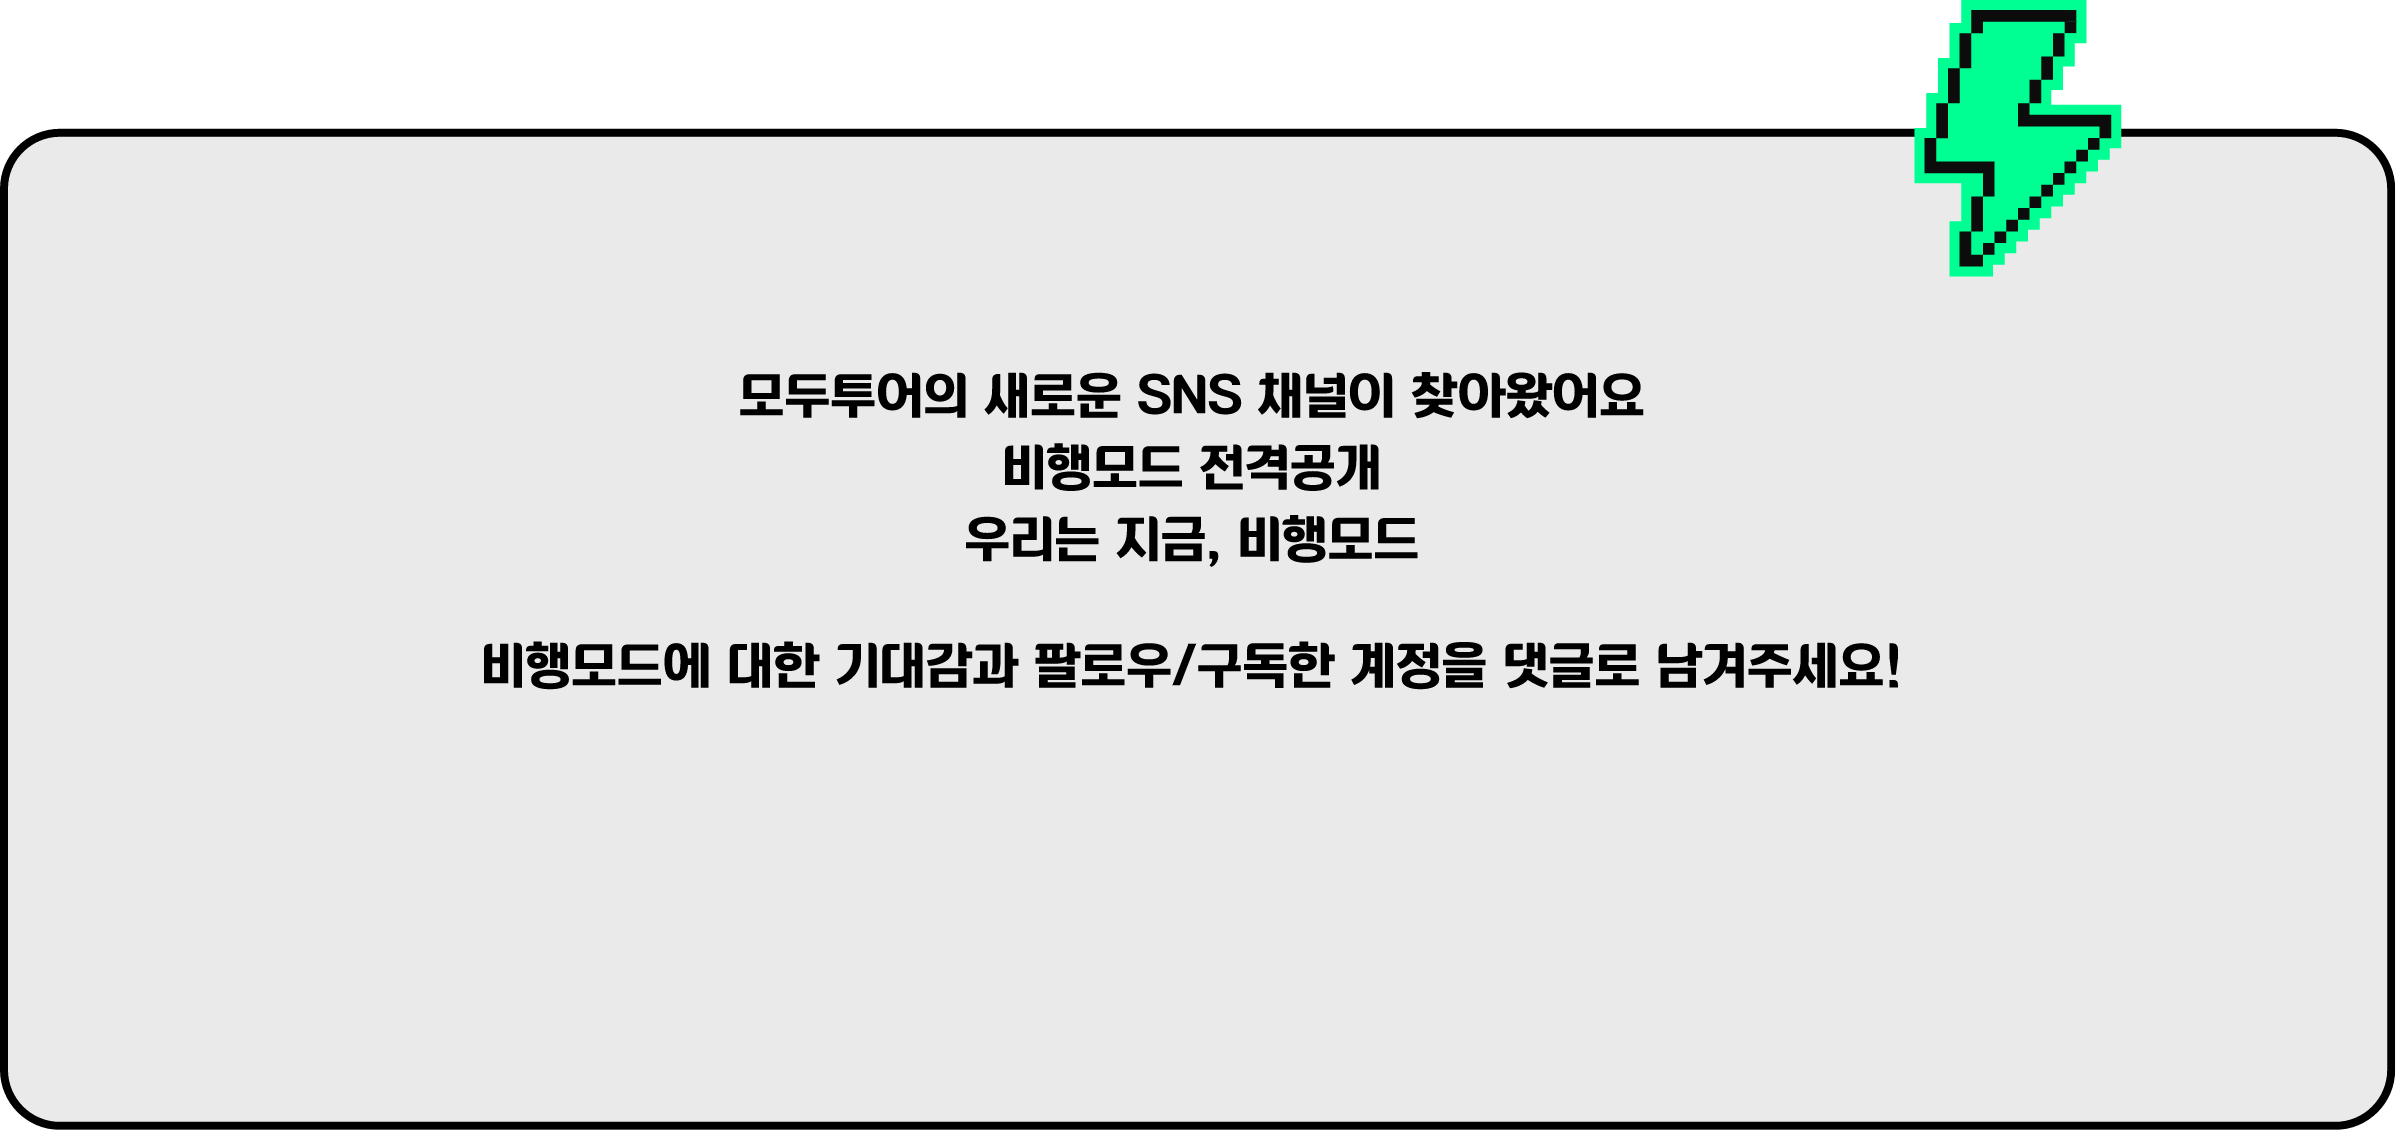 모두투어의 새로운 SNS 채널이 찾아왔어요
비행모드 전격공개
우리는 지금, 비행모드
비행모드에 대한 기대감과 팔로우/구독한 계정을 댓글로 남겨주세요!